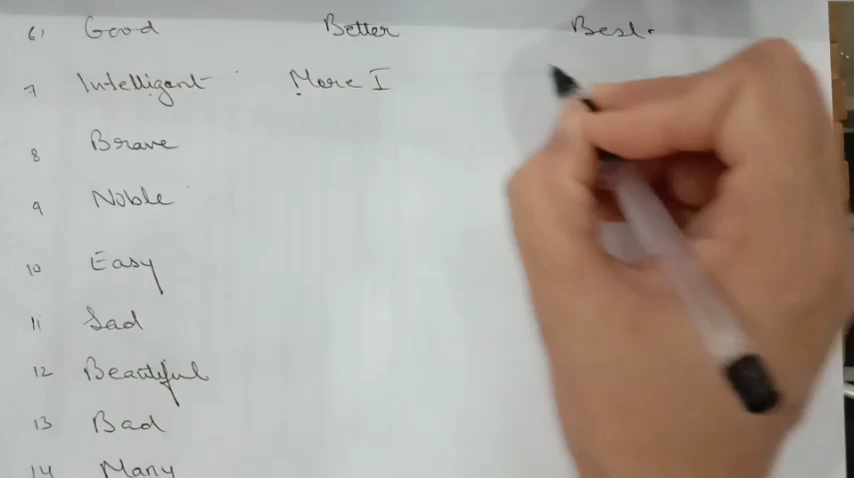 6) Good Better Best.
7 Intelligent More I
8 Brave
9 Noble
10 Easy
11 Sad
12 Beautiful
13 Bad
14 Many